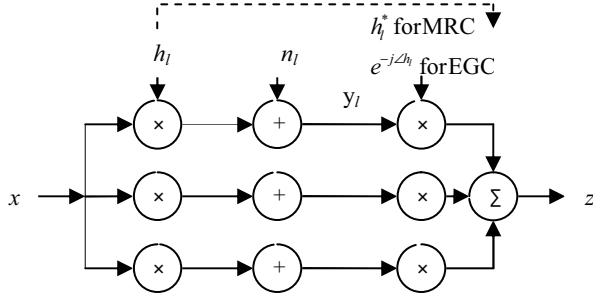 h_l^* forMRC
h_l n_l e^{-j∠h_l} forEGC
y_l
× + ×
x × + × Σ z
× + ×